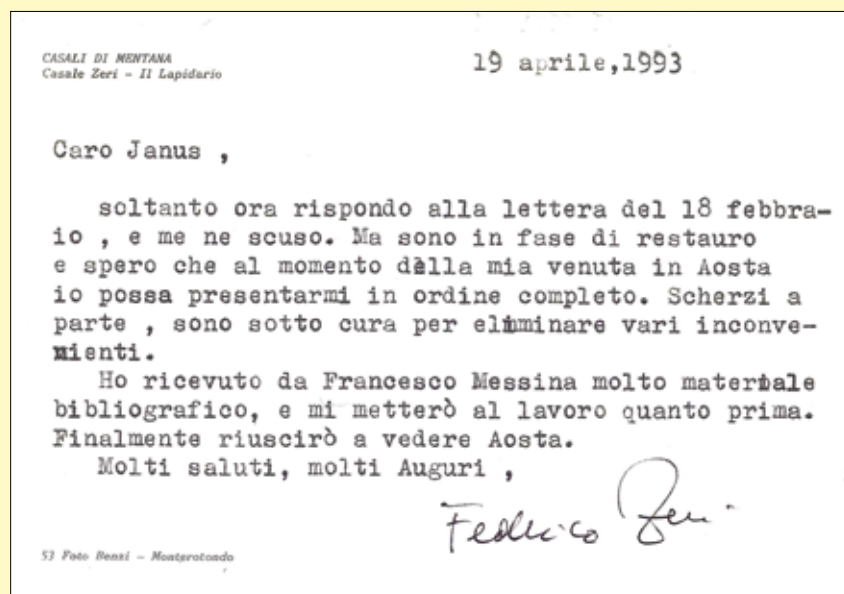 CASALI DI MENTANA
Casale Zeri - Il Lapidario
19 aprile,1993
Caro Janus ,
soltanto ora rispondo alla lettera del 18 febbra-
io , e me ne scuso. Ma sono in fase di restauro
e spero che al momento della mia venuta in Aosta
io possa presentarmi in ordine completo. Scherzi a
parte , sono sotto cura per eliminare vari inconve-
nienti.
Ho ricevuto da Francesco Messina molto materiale
bibliografico, e mi metterò al lavoro quanto prima.
Finalmente riuscirò a vedere Aosta.
Molti saluti, molti Auguri ,
Federico Zeri
53 Foto Benzi - Monterotondo